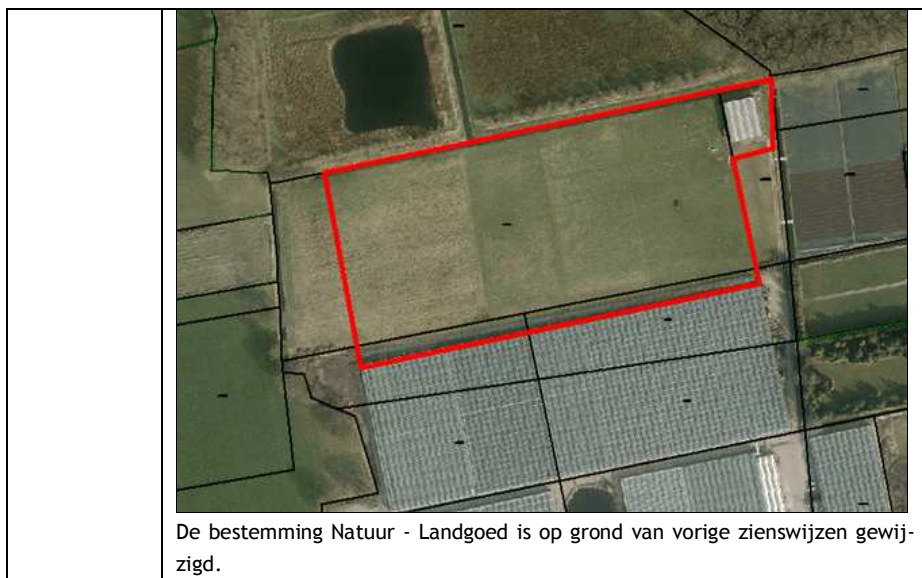 De bestemming Natuur - Landgoed is op grond van vorige zienswijzen gewij-
zigd.